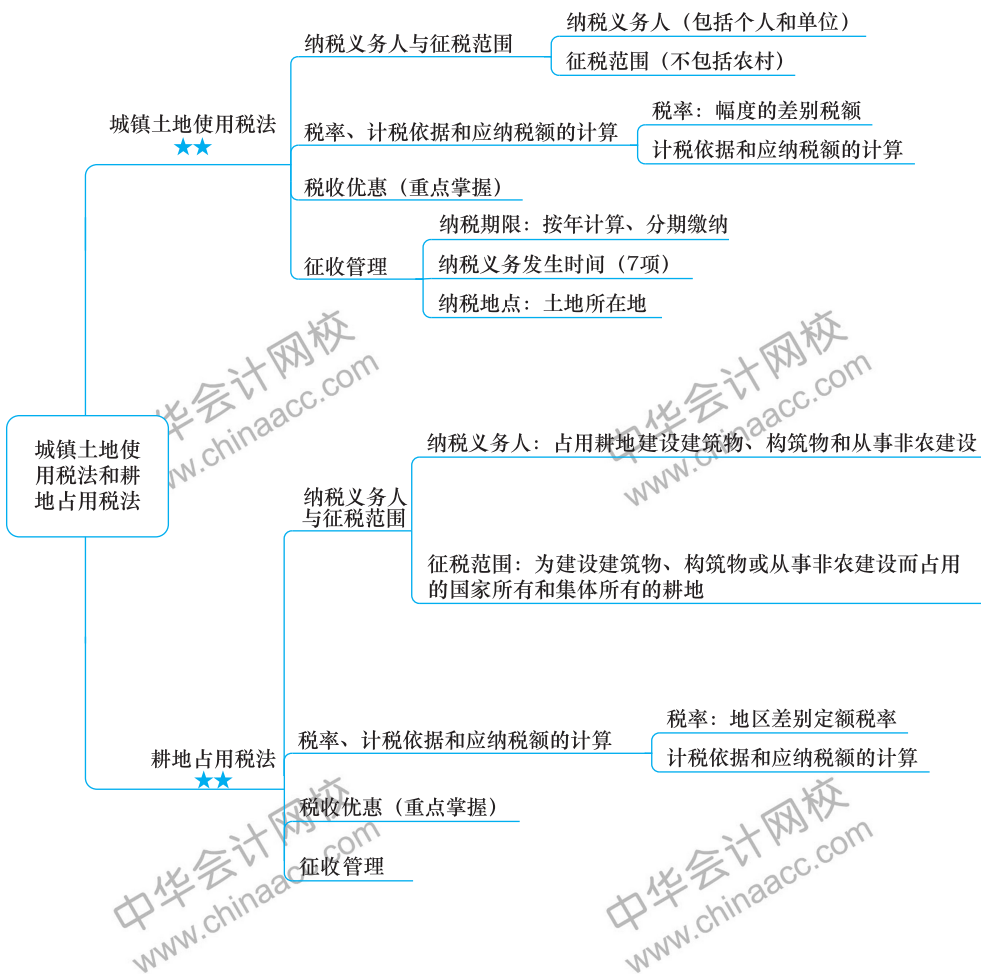 纳税义务人（包括个人和单位）
纳税义务人与征税范围
征税范围（不包括农村）
城镇土地使用税法
★★
税率：幅度的差别税额
税率、计税依据和应纳税额的计算
计税依据和应纳税额的计算
税收优惠（重点掌握）
纳税期限：按年计算、分期缴纳
征收管理
纳税义务发生时间（7项）
纳税地点：土地所在地
城镇土地使
用税法和耕
地占用税法
纳税义务人：占用耕地建设建筑物、构筑物和从事非农建设
纳税义务人
与征税范围
征税范围：为建设建筑物、构筑物或从事非农建设而占用
的国家所有和集体所有的耕地
税率：地区差别定额税率
税率、计税依据和应纳税额的计算
计税依据和应纳税额的计算
耕地占用税法
★★
税收优惠（重点掌握）
征收管理
中华会计网校
www.chinaacc.com
中华会计网校
www.chinaacc.com
中华会计网校
www.chinaacc.com
中华会计网校
www.chinaacc.com